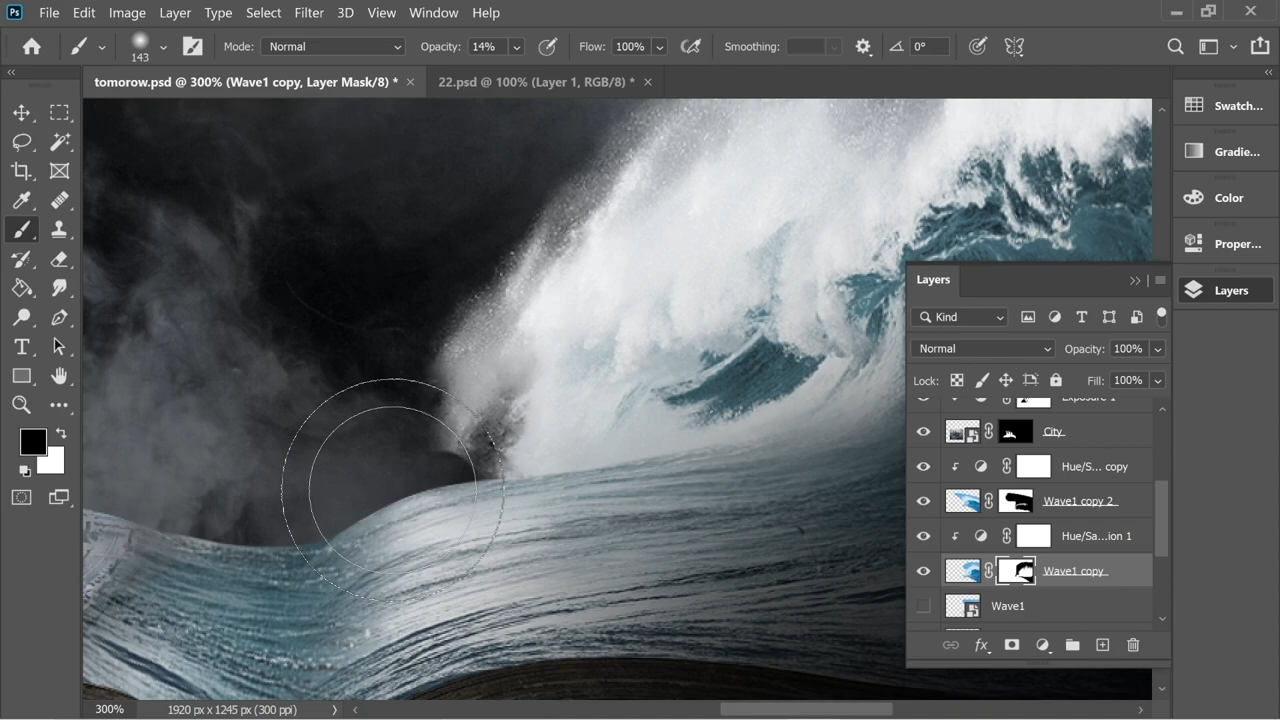 Ps File Edit Image Layer Type Select Filter 3D View Window Help
143 Mode: Normal Opacity: 14% Flow: 100% Smoothing: 0°
tomorow.psd @ 300% (Wave1 copy, Layer Mask/8) * 22.psd @ 100% (Layer 1, RGB/8) *
Swatch...
Gradie...
Color
Proper...
Layers
Layers
Kind
Normal Opacity: 100%
Lock: Fill: 100%
Exposure 1
City
Hue/S... copy
Wave1 copy 2
Hue/Sa...ion 1
Wave1 copy
Wave1
fx
300% 1920 px x 1245 px (300 ppi)